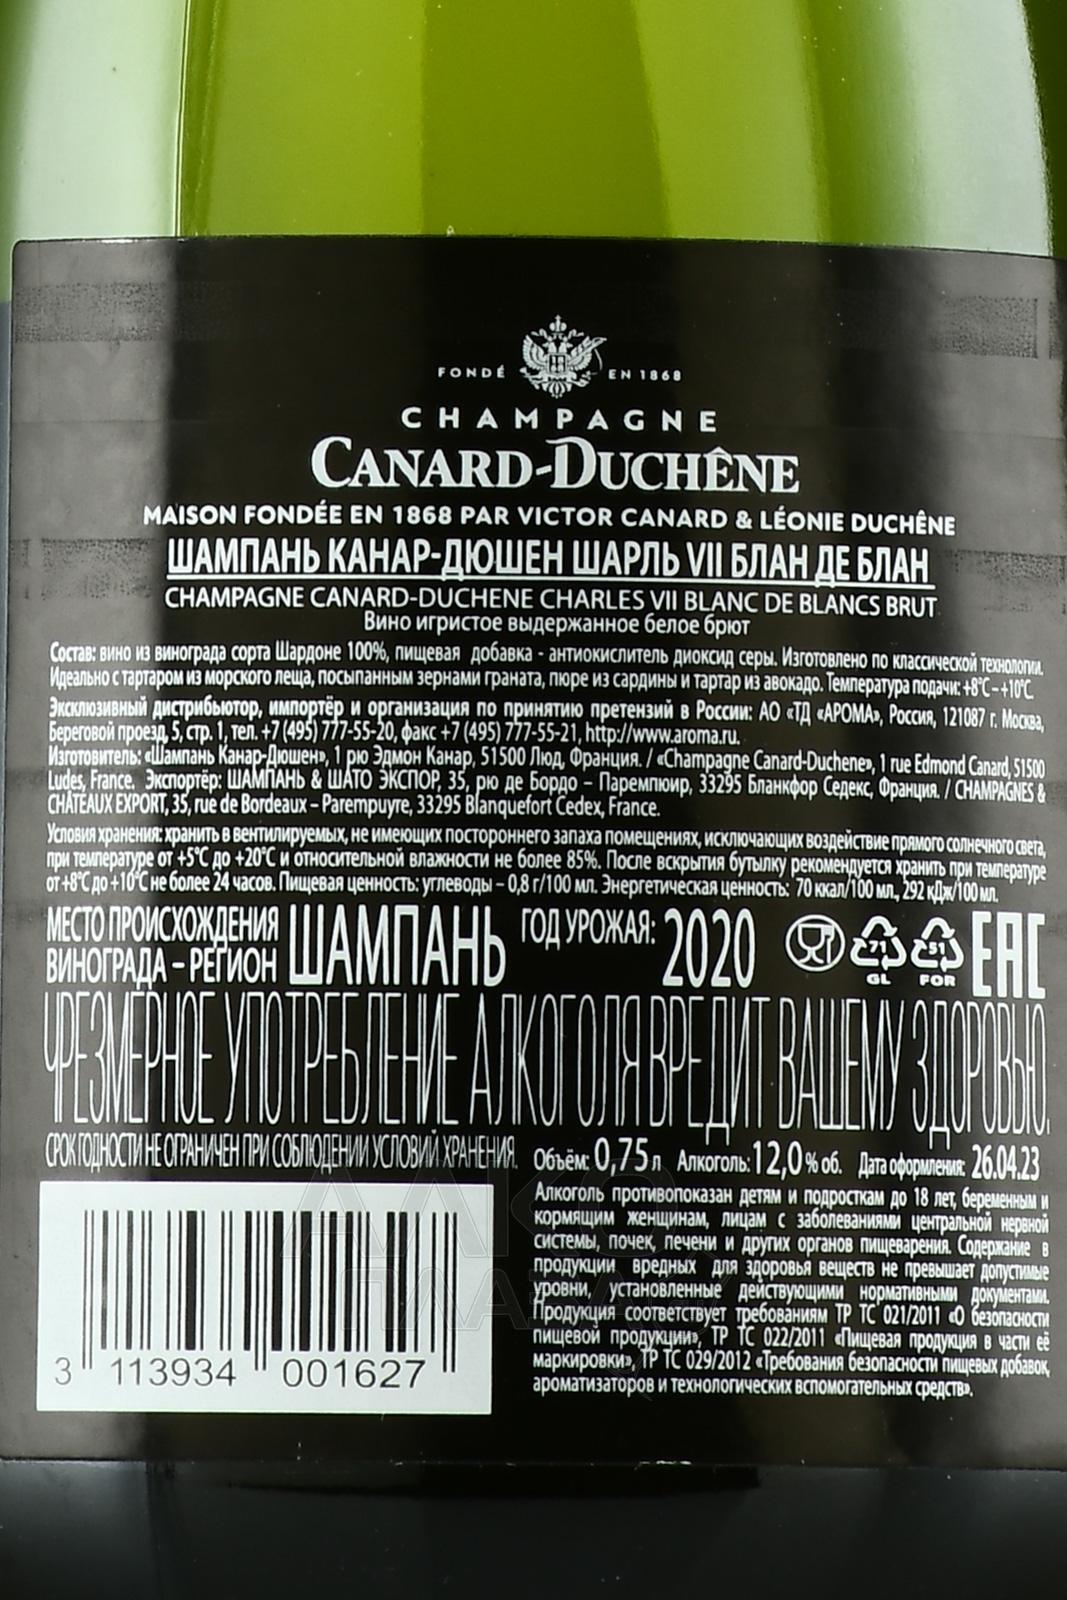 FONDÉ EN 1868
CHAMPAGNE
CANARD-DUCHÊNE
MAISON FONDÉE EN 1868 PAR VICTOR CANARD & LÉONIE DUCHÊNE
ШАМПАНЬ КАНАР-ДЮШЕН ШАРЛЬ VII БЛАН ДЕ БЛАН
CHAMPAGNE CANARD-DUCHENE CHARLES VII BLANC DE BLANCS BRUT
Вино игристое выдержанное белое брют
Состав: вино из винограда сорта Шардоне 100%, пищевая добавка - антиокислитель диоксид серы. Изготовлено по классической технологии.
Идеально с тартаром из морского леща, посыпанным зернами граната, пюре из сардины и тартар из авокадо. Температура подачи: +8°С – +10°С.
Эксклюзивный дистрибьютор, импортёр и организация по принятию претензий в России: АО «ТД «АРОМА», Россия, 121087 г. Москва,
Береговой проезд, 5, стр. 1, тел. +7 (495) 777-55-20, факс +7 (495) 777-55-21, http://www.aroma.ru.
Изготовитель: «Шампань Канар-Дюшен», 1 рю Эдмон Канар, 51500 Люд, Франция. / «Champagne Canard-Duchene», 1 rue Edmond Canard, 51500
Ludes, France. Экспортёр: ШАМПАНЬ & ШАТО ЭКСПОР, 35, рю де Бордо – Паремпюир, 33295 Бланкфор Седекс, Франция. / CHAMPAGNES &
CHÂTEAUX EXPORT, 35, rue de Bordeaux – Parempuyre, 33295 Blanquefort Cedex, France.
Условия хранения: хранить в вентилируемых, не имеющих постороннего запаха помещениях, исключающих воздействие прямого солнечного света,
при температуре от +5°С до +20°С и относительной влажности не более 85%. После вскрытия бутылку рекомендуется хранить при температуре
от +8°С до +10°С не более 24 часов. Пищевая ценность: углеводы – 0,8 г/100 мл. Энергетическая ценность: 70 ккал/100 мл., 292 кДж/100 мл.
МЕСТО ПРОИСХОЖДЕНИЯ
ВИНОГРАДА – РЕГИОН ШАМПАНЬ ГОД УРОЖАЯ: 2020 71 GL 51 FOR EAC
ЧРЕЗМЕРНОЕ УПОТРЕБЛЕНИЕ АЛКОГОЛЯ ВРЕДИТ ВАШЕМУ ЗДОРОВЬЮ.
СРОК ГОДНОСТИ НЕ ОГРАНИЧЕН ПРИ СОБЛЮДЕНИИ УСЛОВИЙ ХРАНЕНИЯ.
Объём: 0,75 л Алкоголь: 12,0 % об. Дата оформления: 26.04.23
Алкоголь противопоказан детям и подросткам до 18 лет, беременным и
кормящим женщинам, лицам с заболеваниями центральной нервной
системы, почек, печени и других органов пищеварения. Содержание в
продукции вредных для здоровья веществ не превышает допустимые
уровни, установленные действующими нормативными документами.
Продукция соответствует требованиям ТР ТС 021/2011 «О безопасности
пищевой продукции», ТР ТС 022/2011 «Пищевая продукция в части её
маркировки», ТР ТС 029/2012 «Требования безопасности пищевых добавок,
ароматизаторов и технологических вспомогательных средств».
3 113934 001627
АЛКО
ПЛАЗА